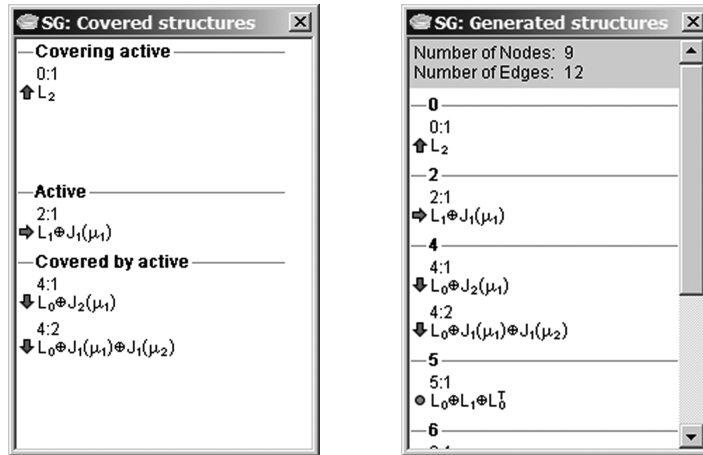 SG: Covered structures
Covering active
0:1
L₂
Active
2:1
L₁⊕J₁(μ₁)
Covered by active
4:1
L₀⊕J₂(μ₁)
4:2
L₀⊕J₁(μ₁)⊕J₁(μ₂)
SG: Generated structures
Number of Nodes: 9
Number of Edges: 12
0
0:1
L₂
2
2:1
L₁⊕J₁(μ₁)
4
4:1
L₀⊕J₂(μ₁)
4:2
L₀⊕J₁(μ₁)⊕J₁(μ₂)
5
5:1
L₀⊕L₁⊕L₀ᵀ
6